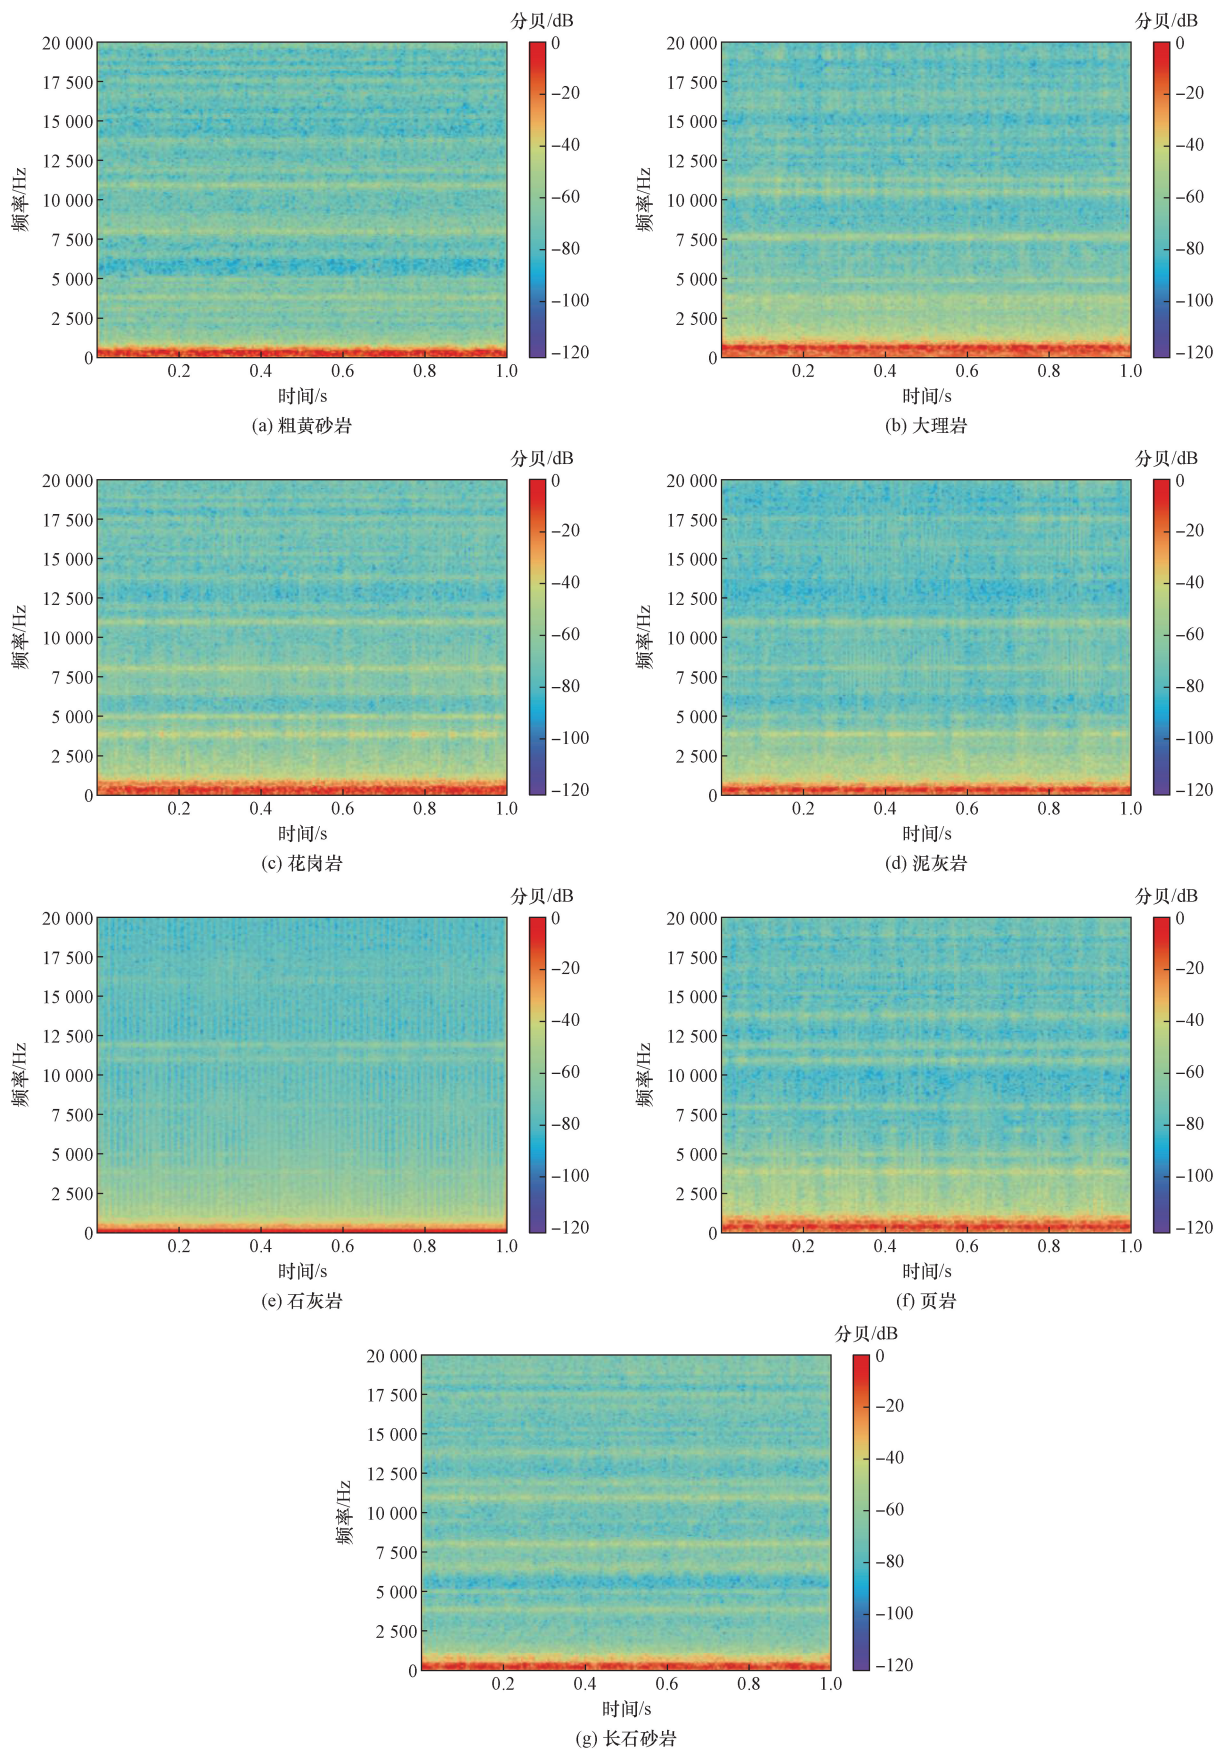 分贝/dB 分贝/dB
20 000 0 20 000 0
17 500 −20 17 500 −20
15 000 −40 15 000 −40
12 500 −60 12 500 −60
10 000 −80 10 000 −80
7 500 −100 7 500 −100
5 000 −120 5 000 −120
2 500 2 500
0 0
频率/Hz 频率/Hz
0.2 0.4 0.6 0.8 1.0 0.2 0.4 0.6 0.8 1.0
时间/s 时间/s
(a) 粗黄砂岩 (b) 大理岩
分贝/dB 分贝/dB
20 000 0 20 000 0
17 500 −20 17 500 −20
15 000 −40 15 000 −40
12 500 −60 12 500 −60
10 000 −80 10 000 −80
7 500 −100 7 500 −100
5 000 −120 5 000 −120
2 500 2 500
0 0
频率/Hz 频率/Hz
0.2 0.4 0.6 0.8 1.0 0.2 0.4 0.6 0.8 1.0
时间/s 时间/s
(c) 花岗岩 (d) 泥灰岩
分贝/dB 分贝/dB
20 000 0 20 000 0
17 500 −20 17 500 −20
15 000 −40 15 000 −40
12 500 −60 12 500 −60
10 000 −80 10 000 −80
7 500 −100 7 500 −100
5 000 −120 5 000 −120
2 500 2 500
0 0
频率/Hz 频率/Hz
0.2 0.4 0.6 0.8 1.0 0.2 0.4 0.6 0.8 1.0
时间/s 时间/s
(e) 石灰岩 (f) 页岩
分贝/dB
20 000 0
17 500 −20
15 000 −40
12 500 −60
10 000 −80
7 500 −100
5 000 −120
2 500
0
频率/Hz
0.2 0.4 0.6 0.8 1.0
时间/s
(g) 长石砂岩